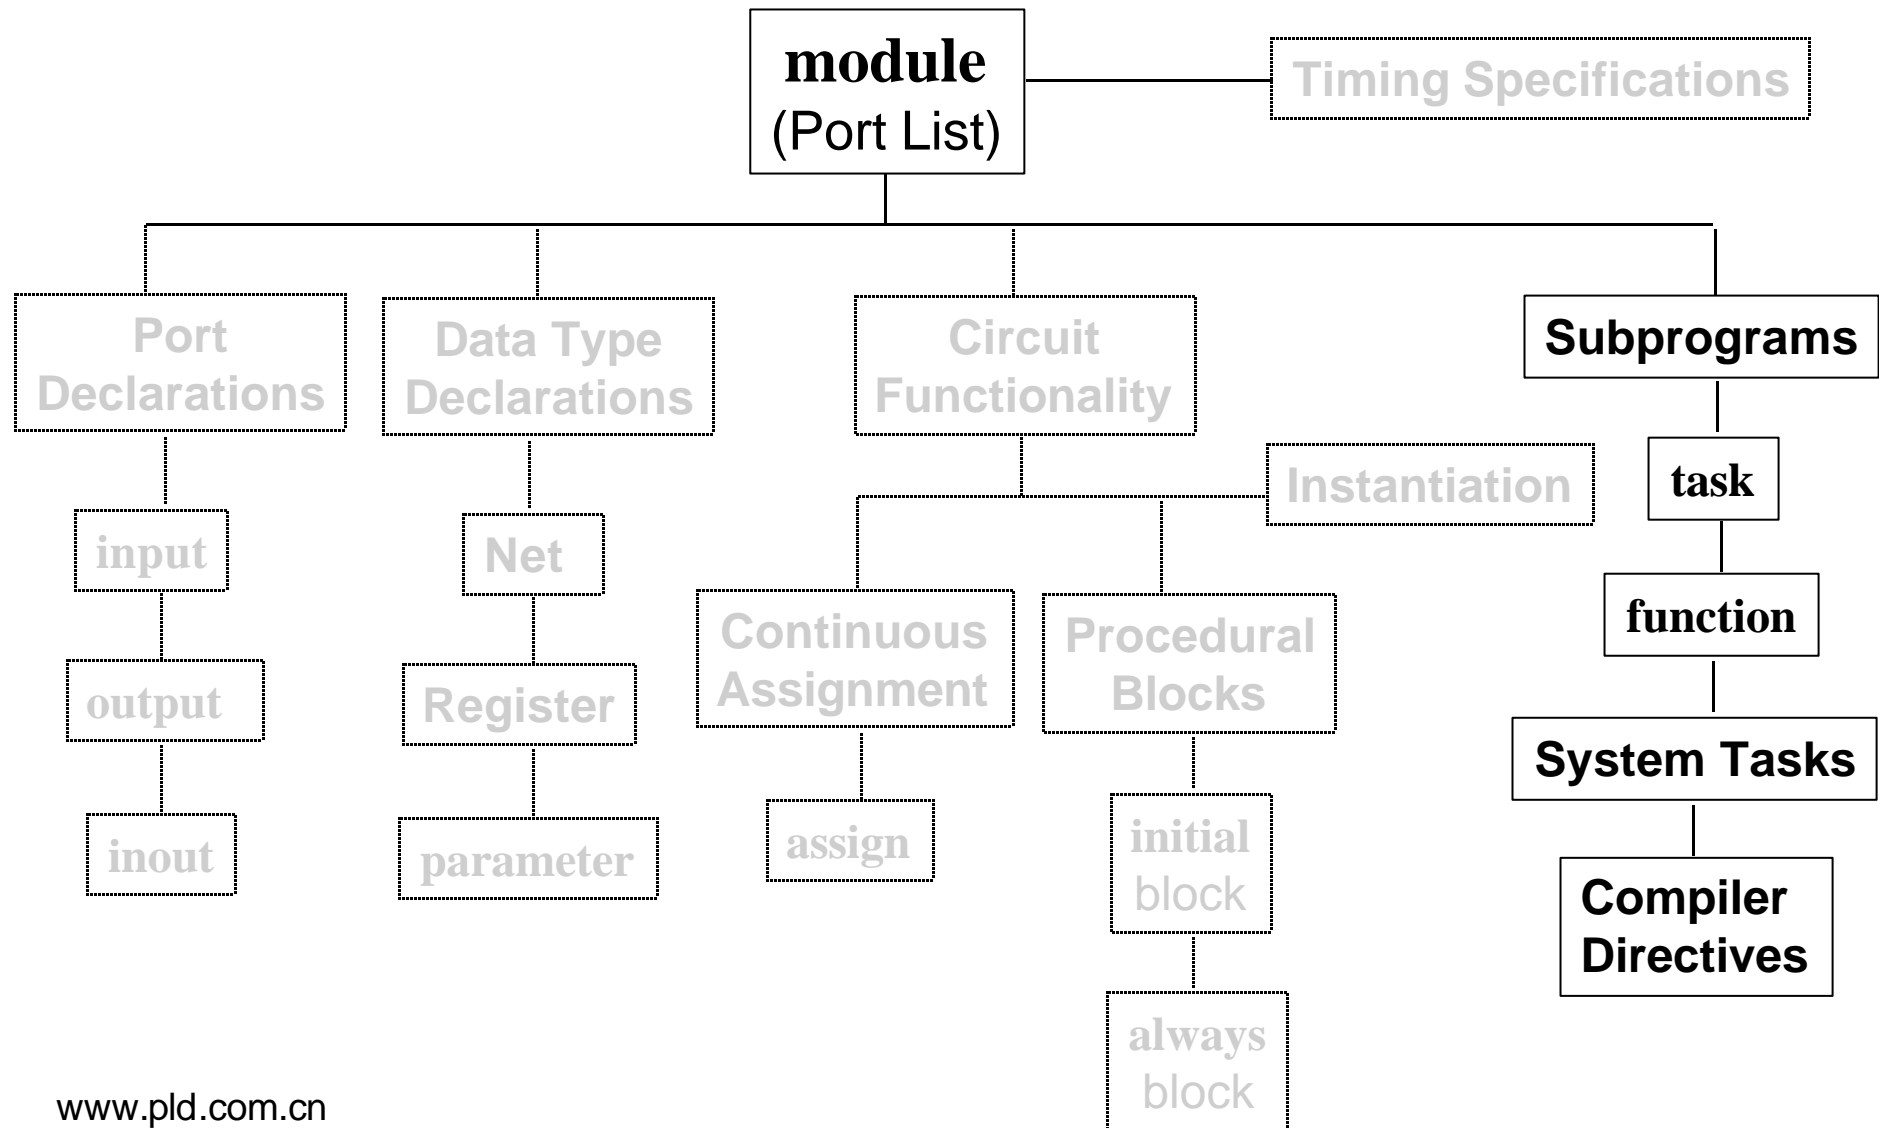 module
(Port List)
Timing Specifications
Port
Declarations
input
output
inout
Data Type
Declarations
Net
Register
parameter
Circuit
Functionality
Instantiation
Continuous
Assignment
assign
Procedural
Blocks
initial
block
always
block
Subprograms
task
function
System Tasks
Compiler
Directives
www.pld.com.cn